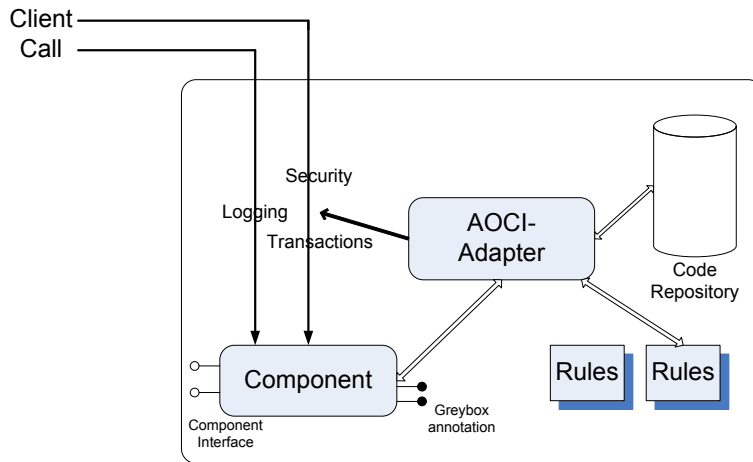 Client
Call
Security
Logging
Transactions
AOCI-
Adapter
Code
Repository
Component
Rules
Rules
Component
Interface
Greybox
annotation